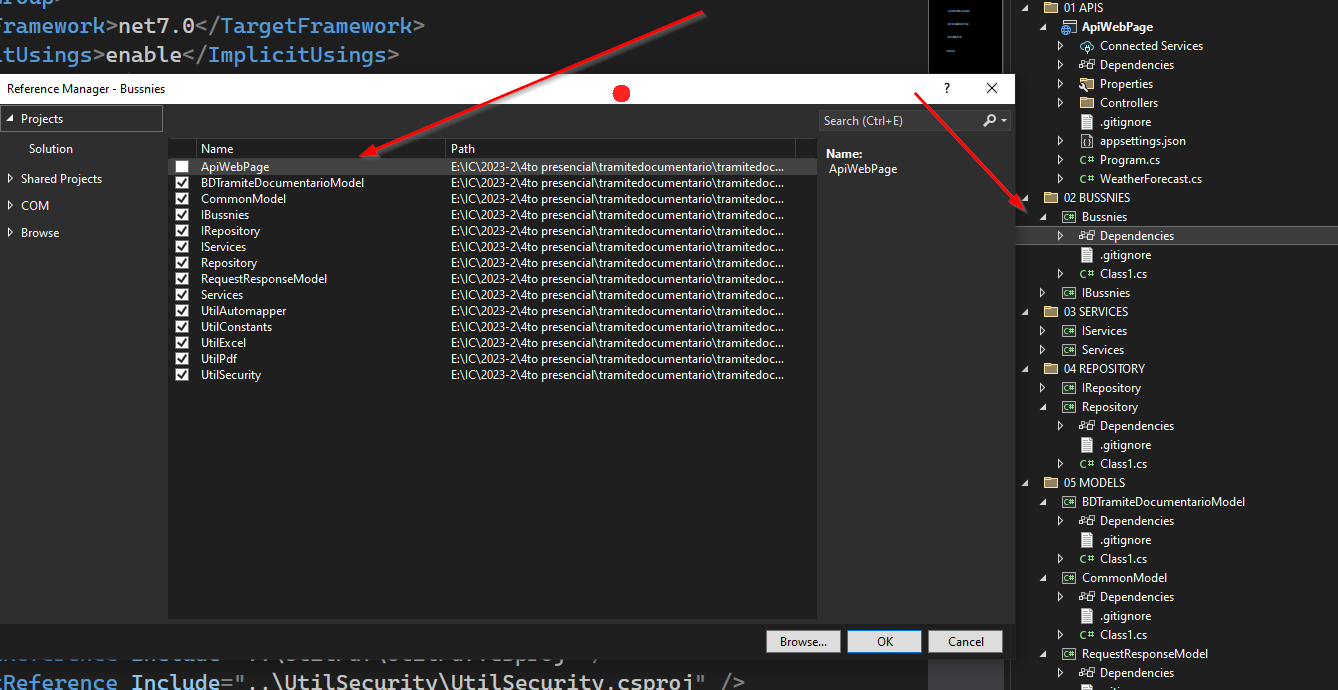 Group>
Framework>net7.0</TargetFramework>
itUsings>enable</ImplicitUsings>
Reference Manager - Bussnies
?
Projects
Solution
Shared Projects
COM
Browse
Search (Ctrl+E)
Name Path
ApiWebPage E:\IC\2023-2\4to presencial\tramitedocumentario\tramitedoc...
BDTramiteDocumentarioModel E:\IC\2023-2\4to presencial\tramitedocumentario\tramitedoc...
CommonModel E:\IC\2023-2\4to presencial\tramitedocumentario\tramitedoc...
IBussnies E:\IC\2023-2\4to presencial\tramitedocumentario\tramitedoc...
IRepository E:\IC\2023-2\4to presencial\tramitedocumentario\tramitedoc...
IServices E:\IC\2023-2\4to presencial\tramitedocumentario\tramitedoc...
Repository E:\IC\2023-2\4to presencial\tramitedocumentario\tramitedoc...
RequestResponseModel E:\IC\2023-2\4to presencial\tramitedocumentario\tramitedoc...
Services E:\IC\2023-2\4to presencial\tramitedocumentario\tramitedoc...
UtilAutomapper E:\IC\2023-2\4to presencial\tramitedocumentario\tramitedoc...
UtilConstants E:\IC\2023-2\4to presencial\tramitedocumentario\tramitedoc...
UtilExcel E:\IC\2023-2\4to presencial\tramitedocumentario\tramitedoc...
UtilPdf E:\IC\2023-2\4to presencial\tramitedocumentario\tramitedoc...
UtilSecurity E:\IC\2023-2\4to presencial\tramitedocumentario\tramitedoc...
Name:
ApiWebPage
Browse... OK Cancel
tReference Include="..\UtilSecurity\UtilSecurity.csproj" />
01 APIS
ApiWebPage
Connected Services
Dependencies
Properties
Controllers
.gitignore
appsettings.json
C# Program.cs
C# WeatherForecast.cs
02 BUSSNIES
C# Bussnies
Dependencies
.gitignore
C# Class1.cs
C# IBussnies
03 SERVICES
C# IServices
C# Services
04 REPOSITORY
C# IRepository
C# Repository
Dependencies
.gitignore
C# Class1.cs
05 MODELS
C# BDTramiteDocumentarioModel
Dependencies
.gitignore
C# Class1.cs
C# CommonModel
Dependencies
.gitignore
C# Class1.cs
C# RequestResponseModel
Dependencies